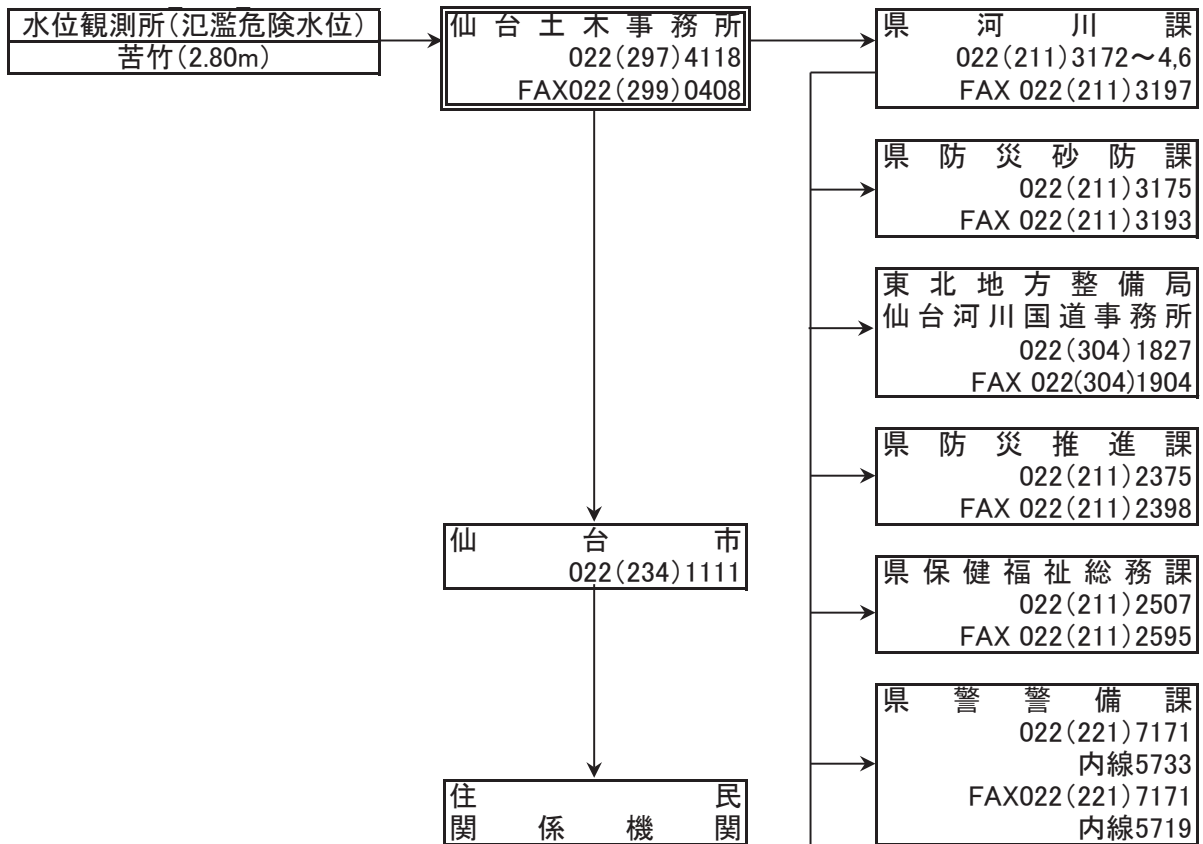 水位観測所(氾濫危険水位)
苦竹(2.80m)
仙台土木事務所
022(297)4118
FAX022(299)0408
県河川課
022(211)3172～4,6
FAX 022(211)3197
県防災砂防課
022(211)3175
FAX 022(211)3193
東北地方整備局
仙台河川国道事務所
022(304)1827
FAX 022(304)1904
県防災推進課
022(211)2375
FAX 022(211)2398
仙台市
022(234)1111
県保健福祉総務課
022(211)2507
FAX 022(211)2595
県警警備課
022(221)7171
内線5733
FAX022(221)7171
内線5719
住民
関係機関